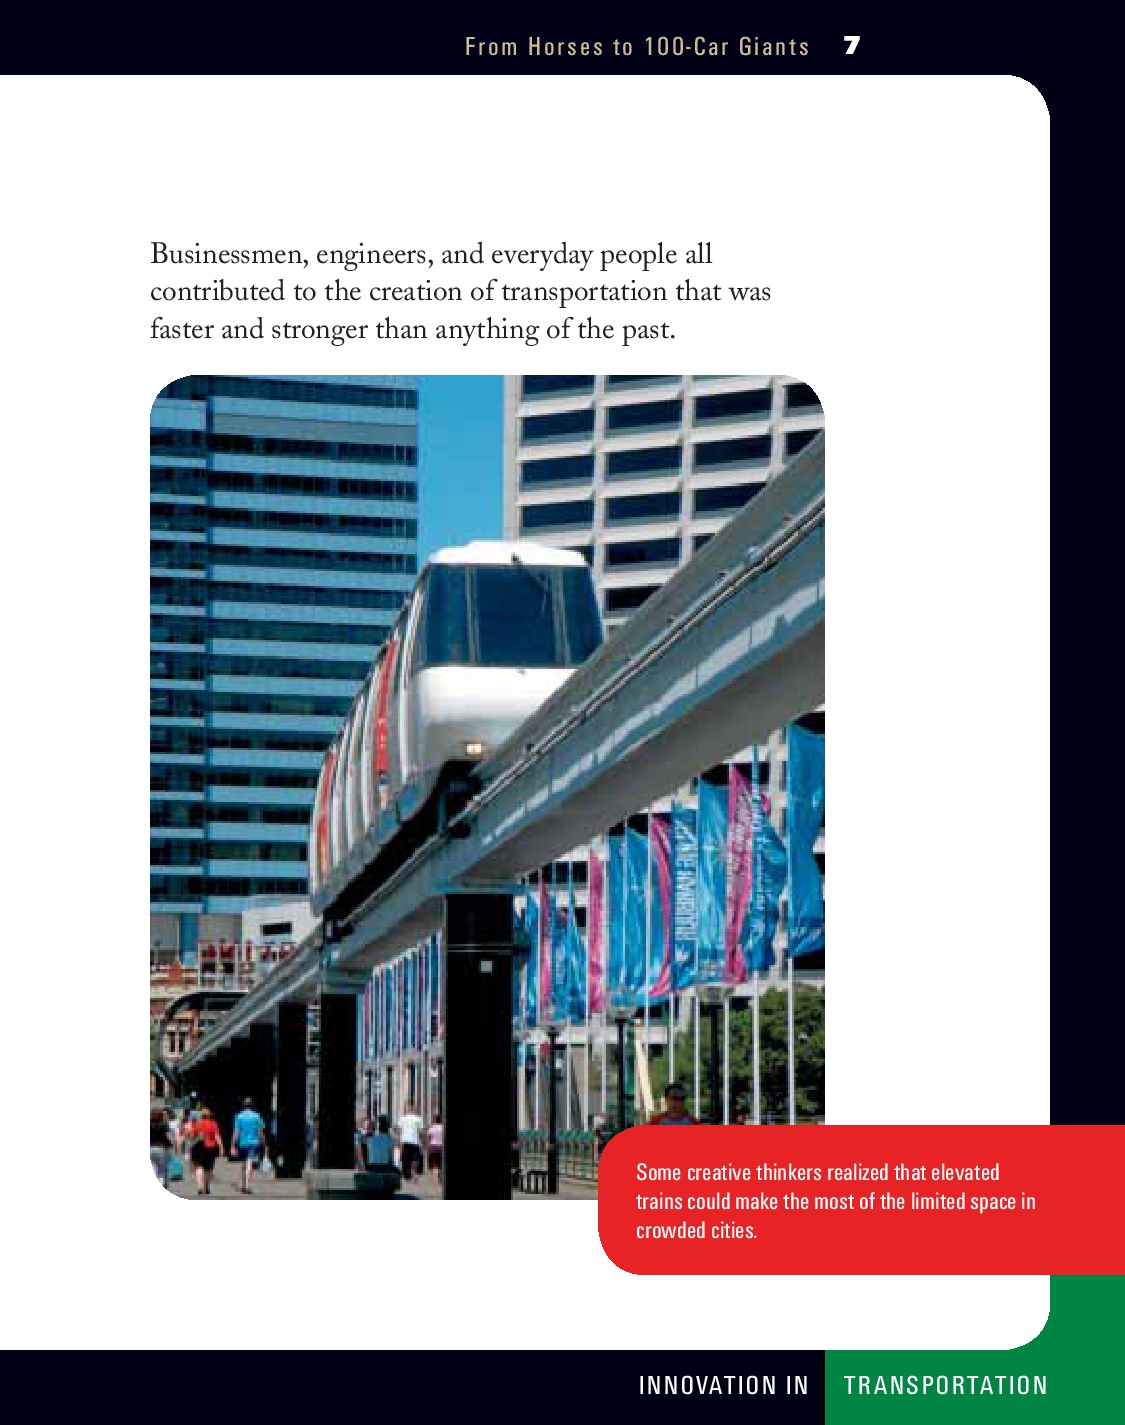 From Horses to 100-Car Giants 7
Businessmen, engineers, and everyday people all
contributed to the creation of transportation that was
faster and stronger than anything of the past.
Some creative thinkers realized that elevated
trains could make the most of the limited space in
crowded cities.
INNOVATION IN TRANSPORTATION